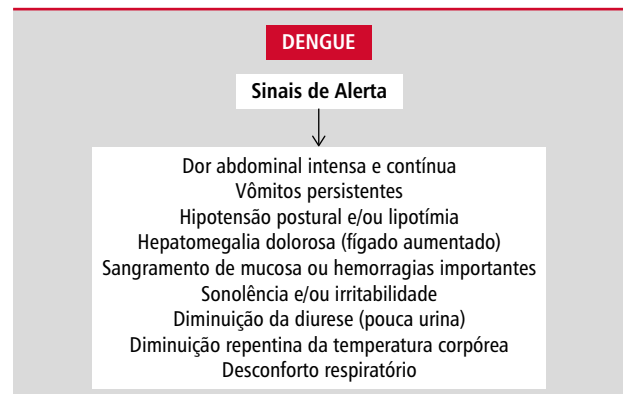 DENGUE
Sinais de Alerta
Dor abdominal intensa e contínua
Vômitos persistentes
Hipotensão postural e/ou lipotímia
Hepatomegalia dolorosa (fígado aumentado)
Sangramento de mucosa ou hemorragias importantes
Sonolência e/ou irritabilidade
Diminuição da diurese (pouca urina)
Diminuição repentina da temperatura corpórea
Desconforto respiratório